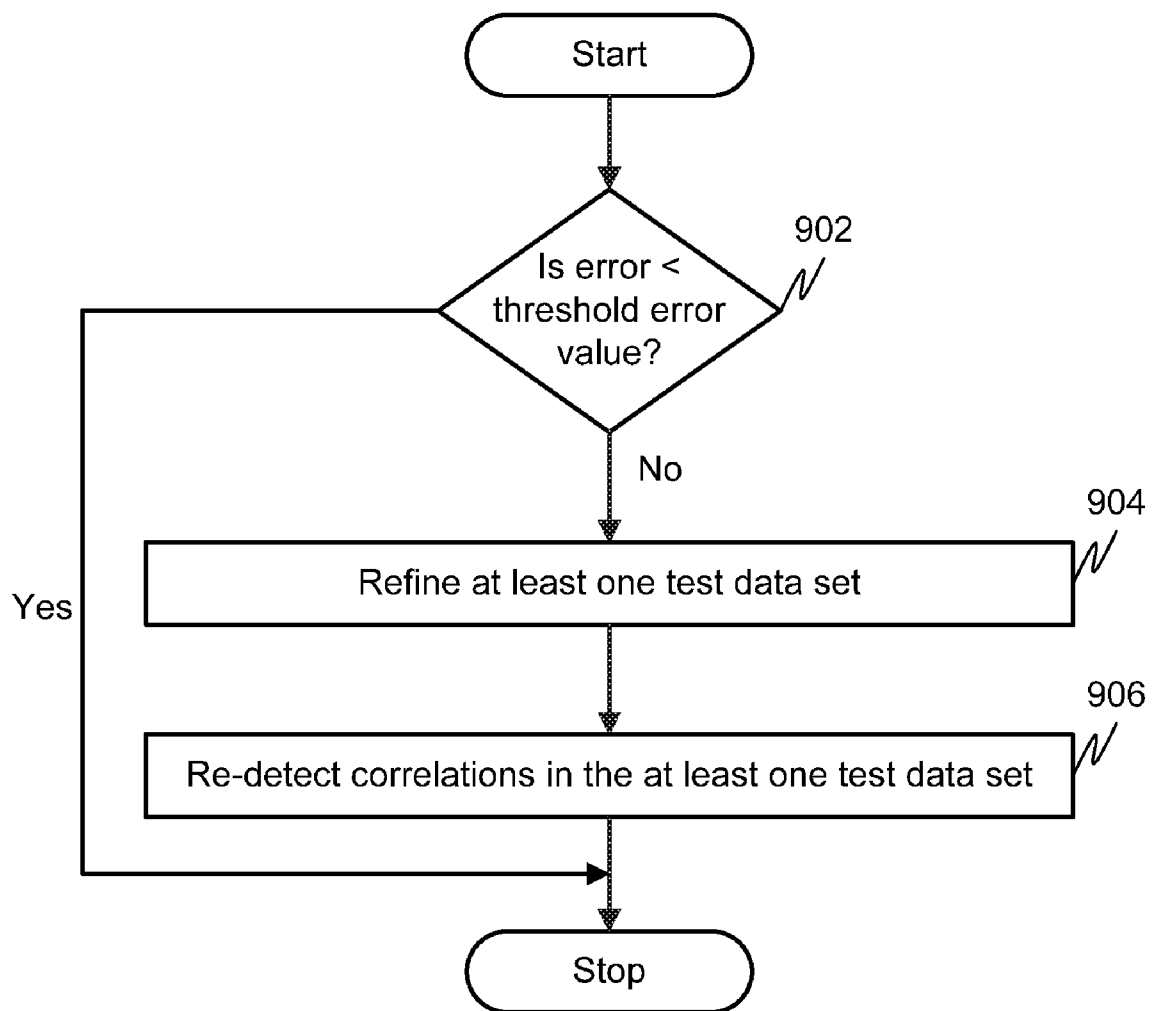 Start
902
Is error <
threshold error
value?
No
904
Refine at least one test data set
Yes
906
Re-detect correlations in the at least one test data set
Stop